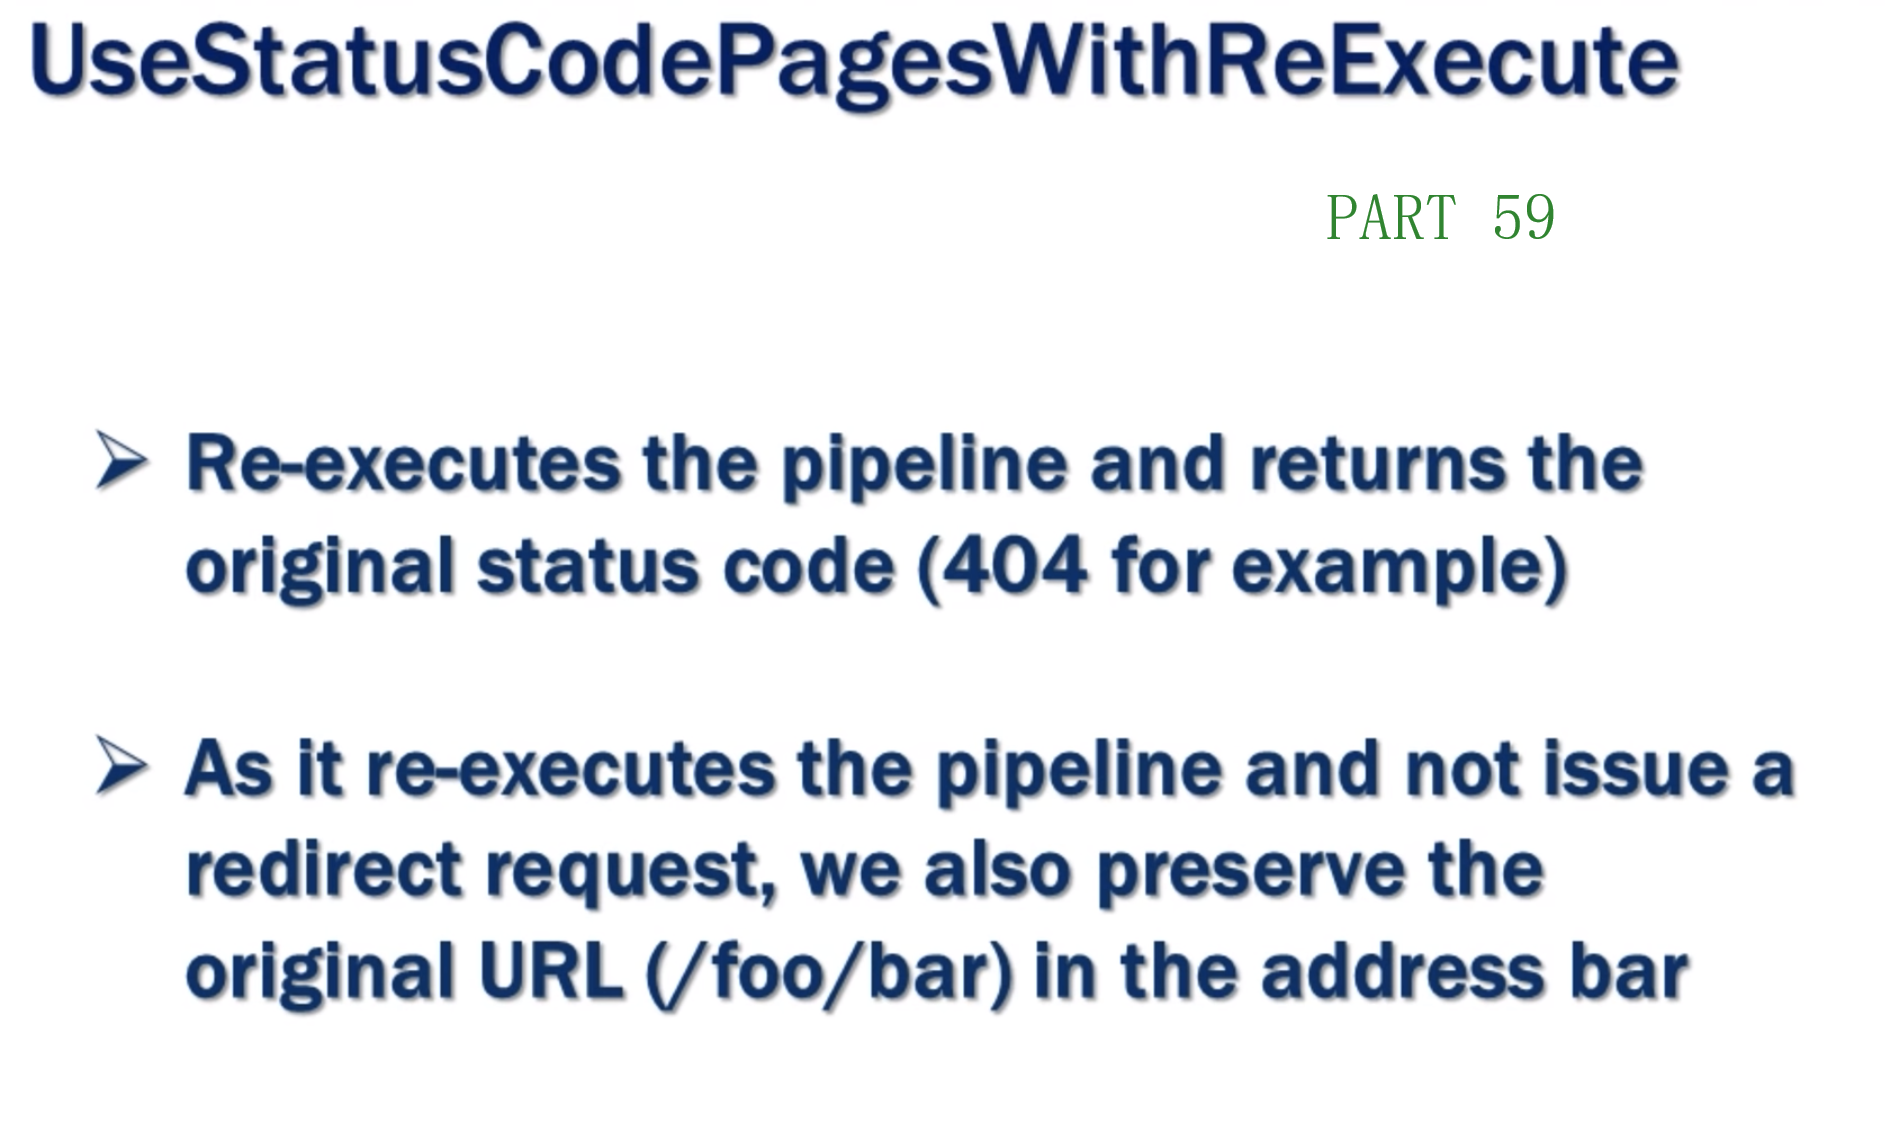 UseStatusCodePagesWithReExecute
PART 59
Re-executes the pipeline and returns the
original status code (404 for example)
As it re-executes the pipeline and not issue a
redirect request, we also preserve the
original URL (/foo/bar) in the address bar